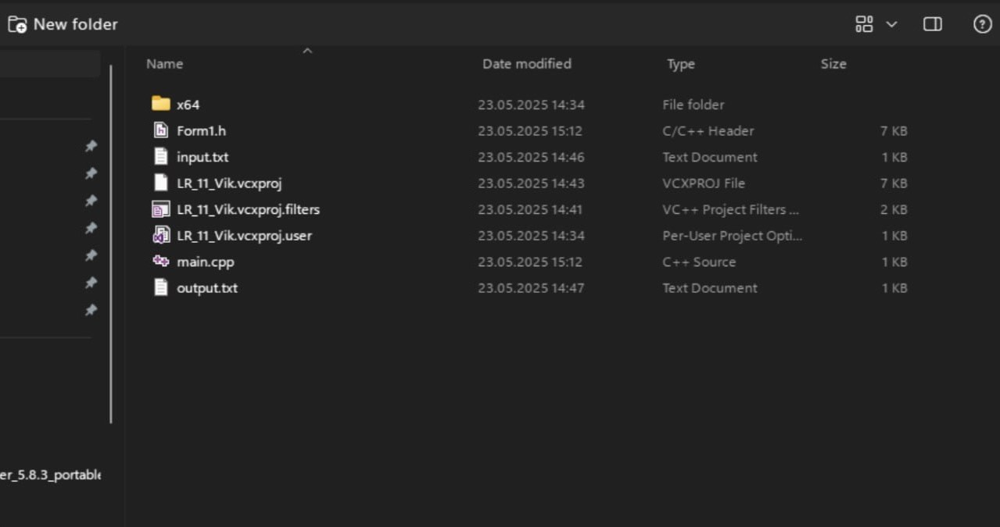 New folder
Name Date modified Type Size
x64 23.05.2025 14:34 File folder
Form1.h 23.05.2025 15:12 C/C++ Header 7 KB
input.txt 23.05.2025 14:46 Text Document 1 KB
LR_11_Vik.vcxproj 23.05.2025 14:43 VCXPROJ File 7 KB
LR_11_Vik.vcxproj.filters 23.05.2025 14:41 VC++ Project Filters ... 2 KB
LR_11_Vik.vcxproj.user 23.05.2025 14:34 Per-User Project Opti... 1 KB
main.cpp 23.05.2025 15:12 C++ Source 1 KB
output.txt 23.05.2025 14:47 Text Document 1 KB
er_5.8.3_portable